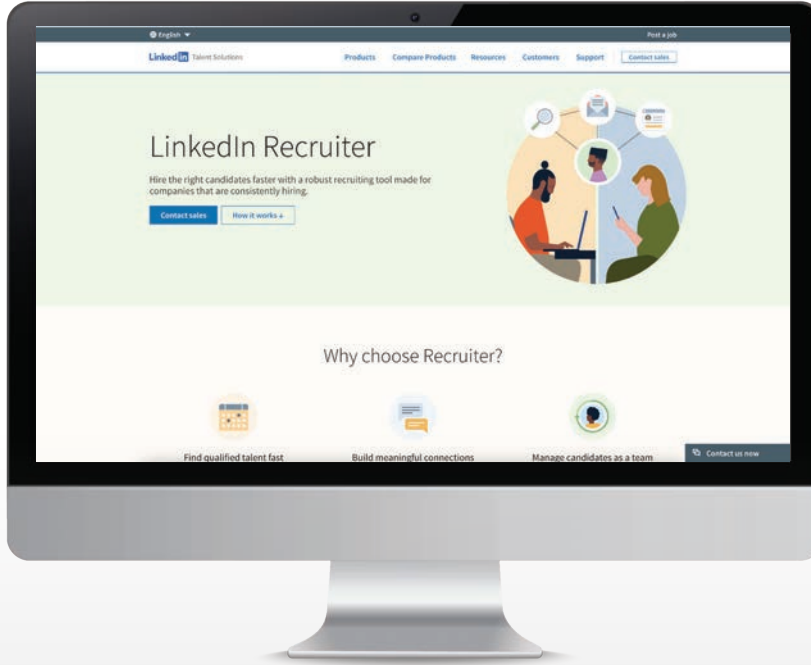 English
Post a job
Linked in Talent Solutions
Products Compare Products Resources Customers Support Contact sales
LinkedIn Recruiter
Hire the right candidates faster with a robust recruiting tool made for
companies that are consistently hiring.
Contact sales How it works ↓
Why choose Recruiter?
Find qualified talent fast Build meaningful connections Manage candidates as a team
Contact us now